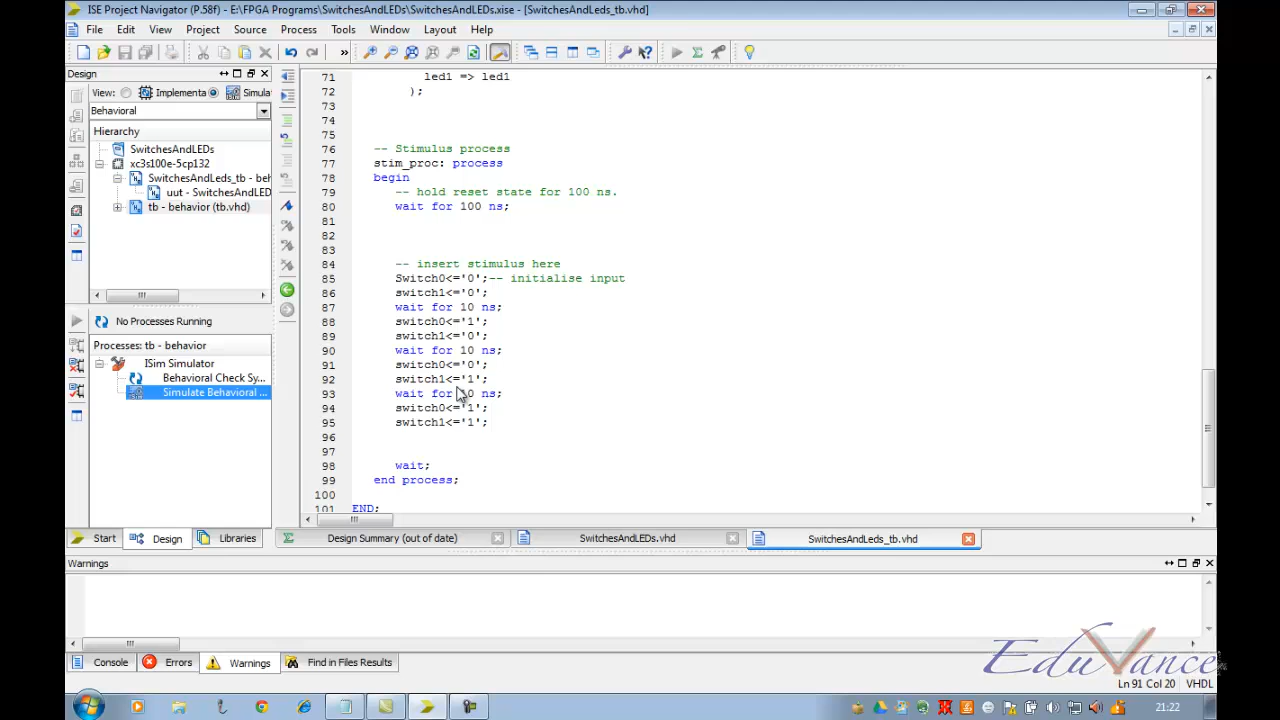 ISE Project Navigator (P.58f) - E:\FPGA Programs\SwitchesAndLEDs\SwitchesAndLEDs.xise - [SwitchesAndLeds_tb.vhd]
File Edit View Project Source Process Tools Window Layout Help
Design
View: Implementa Simula
Behavioral
Hierarchy
SwitchesAndLEDs
xc3s100e-5cp132
SwitchesAndLEDs_tb - beh
uut - SwitchesAndLED
tb - behavior (tb.vhd)
No Processes Running
Processes: tb - behavior
ISim Simulator
Behavioral Check Sy...
Simulate Behavioral ...
Start Design Libraries
71 led1 => led1
72 );
73
74
75
76 -- Stimulus process
77 stim_proc: process
78 begin
79 -- hold reset state for 100 ns.
80 wait for 100 ns;
81
82
83
84 -- insert stimulus here
85 Switch0<='0';-- initialise input
86 switch1<='0';
87 wait for 10 ns;
88 switch0<='1';
89 switch1<='0';
90 wait for 10 ns;
91 switch0<='0';
92 switch1<='1';
93 wait for 10 ns;
94 switch0<='1';
95 switch1<='1';
96
97
98 wait;
99 end process;
100
101 END;
Design Summary (out of date) SwitchesAndLEDs.vhd SwitchesAndLeds_tb.vhd
Warnings
Console Errors Warnings Find in Files Results
EduVance
Ln 91 Col 20 VHDL
21:22